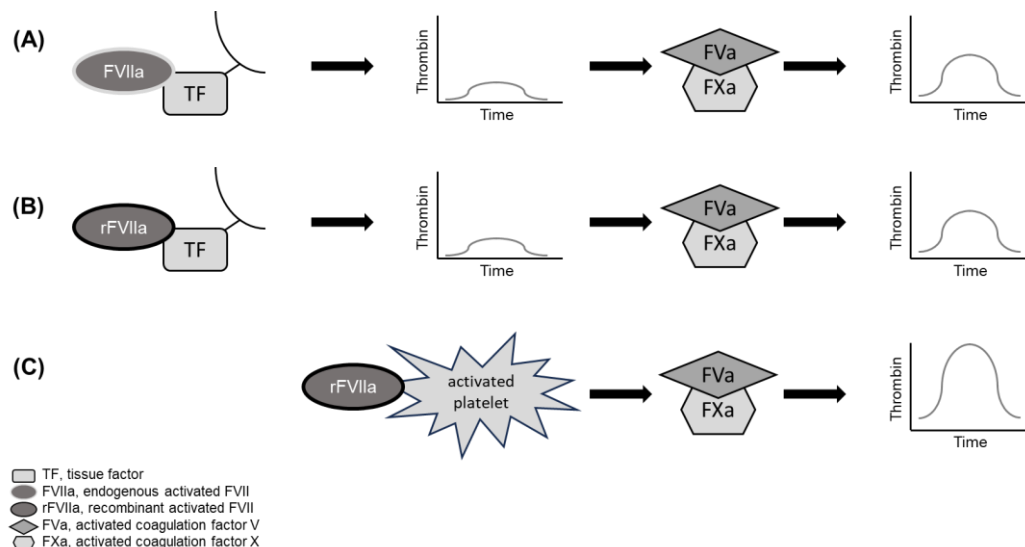 (A)
FVIIa
TF
Thrombin
Time
FVa
FXa
Thrombin
Time
(B)
rFVIIa
TF
Thrombin
Time
FVa
FXa
Thrombin
Time
(C)
rFVIIa
activated
platelet
FVa
FXa
Thrombin
Time
TF, tissue factor
FVIIa, endogenous activated FVII
rFVIIa, recombinant activated FVII
FVa, activated coagulation factor V
FXa, activated coagulation factor X